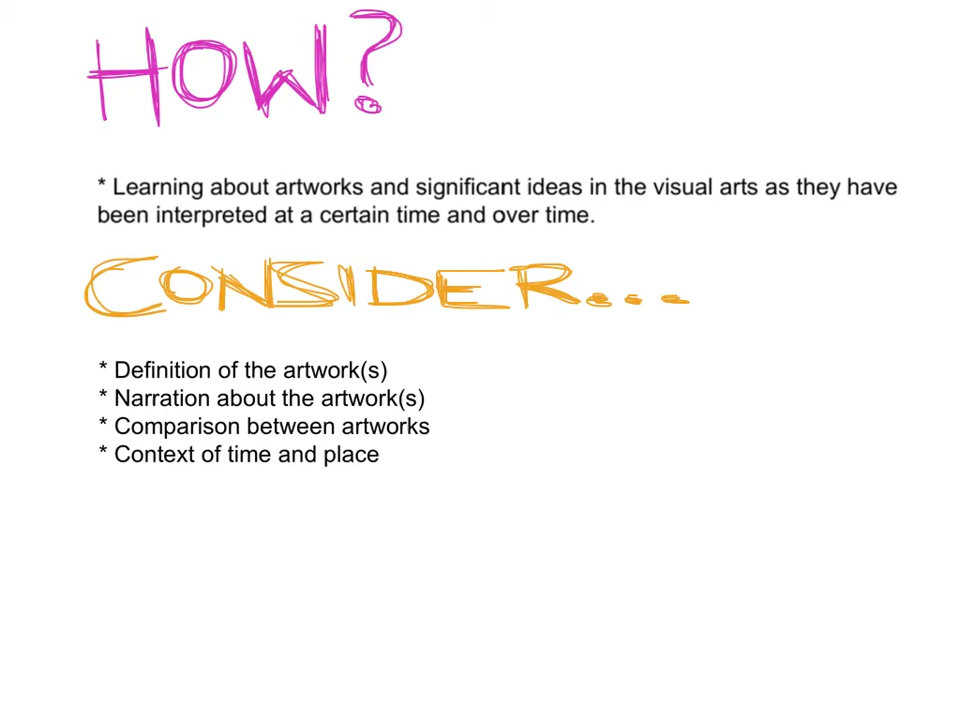 HOW?
* Learning about artworks and significant ideas in the visual arts as they have
been interpreted at a certain time and over time.
CONSIDER...
* Definition of the artwork(s)
* Narration about the artwork(s)
* Comparison between artworks
* Context of time and place